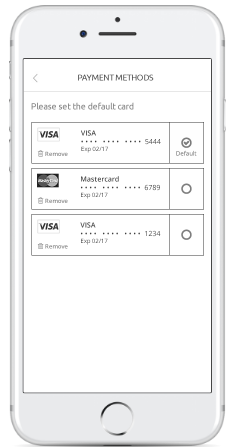 PAYMENT METHODS
Please set the default card
VISA
VISA
•••• •••• •••• 5444
Exp 02/17
Remove
Default
MasterCard
Mastercard
•••• •••• •••• 6789
Exp 02/17
Remove
VISA
VISA
•••• •••• •••• 1234
Exp 02/17
Remove